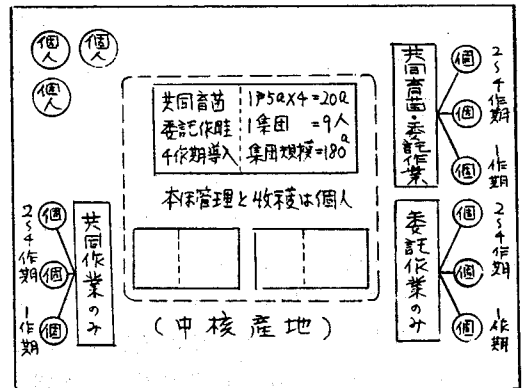 個人
個人
個人
共同育苗
委託作畦
4作期導入
1戸5a×4=20a
1集団 =9人
集団規模=180a
本保管理と收穫は個人
(中核産地)
共同育苗・委託作業
個
個
個
2〜4作期
1作期
委託作業のみ
個
個
個
2〜4作期
1作期
共同作業のみ
個
個
個
2〜4作期
1作期